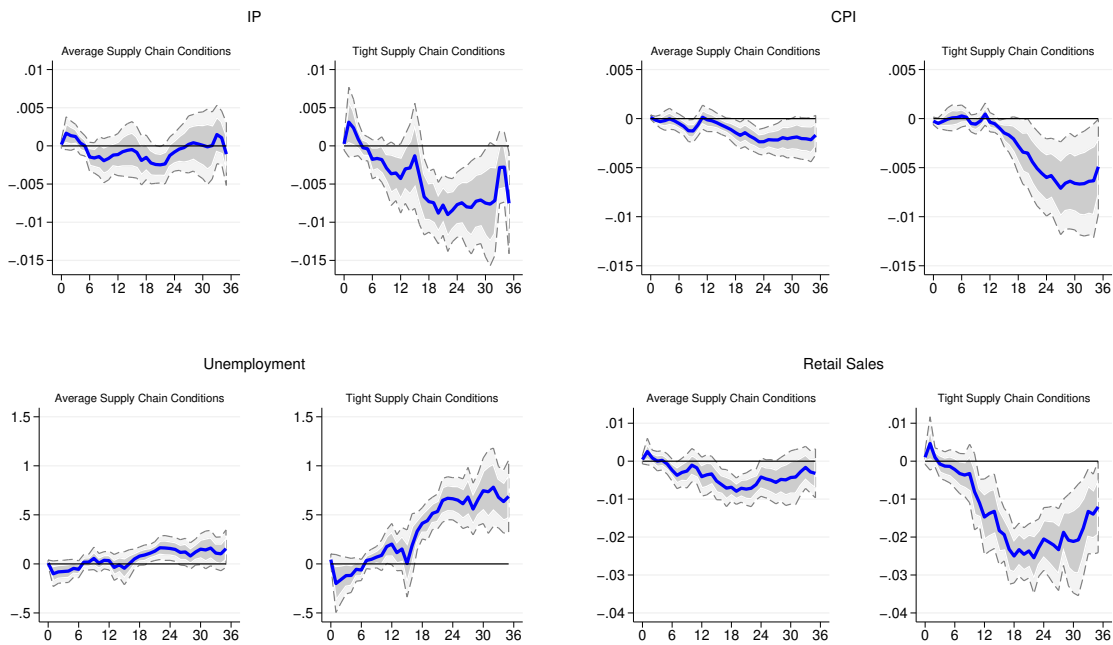 IP
Average Supply Chain Conditions
.01
.005
0
−.005
−.01
−.015
0 6 12 18 24 30 36
Tight Supply Chain Conditions
.01
.005
0
−.005
−.01
−.015
0 6 12 18 24 30 36
CPI
Average Supply Chain Conditions
.005
0
−.005
−.01
−.015
0 6 12 18 24 30 36
Tight Supply Chain Conditions
.005
0
−.005
−.01
−.015
0 6 12 18 24 30 36
Unemployment
Average Supply Chain Conditions
1.5
1
.5
0
−.5
0 6 12 18 24 30 36
Tight Supply Chain Conditions
1.5
1
.5
0
−.5
0 6 12 18 24 30 36
Retail Sales
Average Supply Chain Conditions
.01
0
−.01
−.02
−.03
−.04
0 6 12 18 24 30 36
Tight Supply Chain Conditions
.01
0
−.01
−.02
−.03
−.04
0 6 12 18 24 30 36